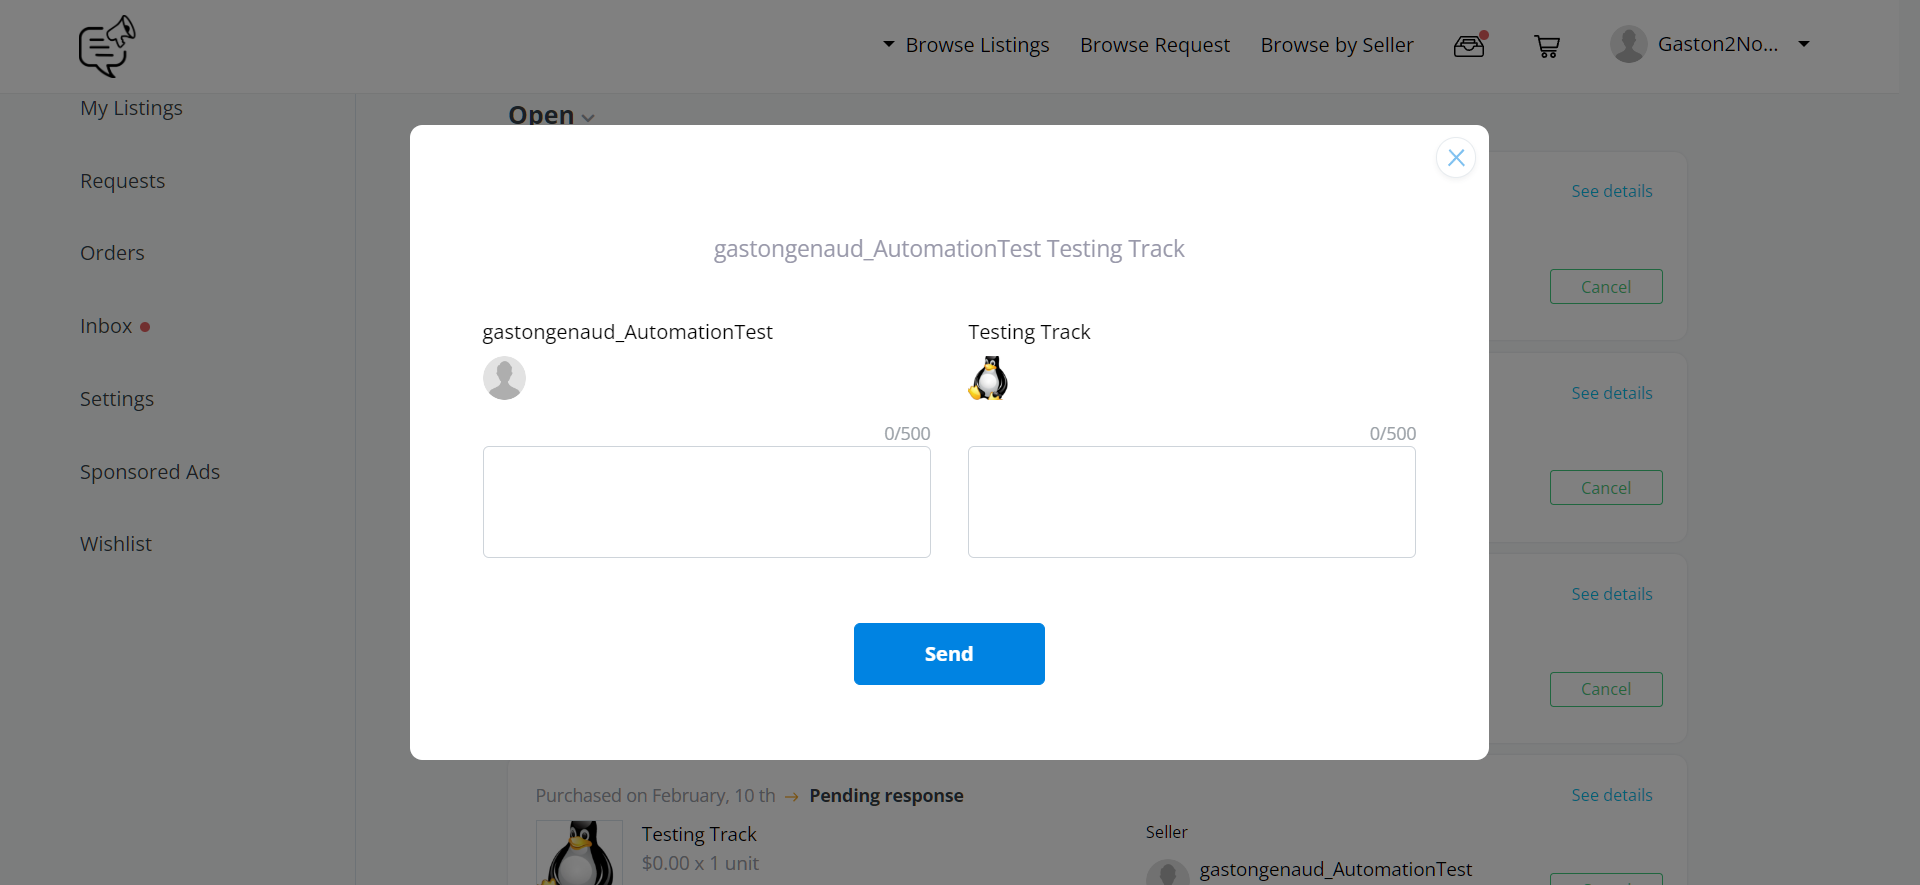 Browse Listings Browse Request Browse by Seller Gaston2No...
My Listings
Requests
Orders
Inbox
Settings
Sponsored Ads
Wishlist
Open
gastongenaud_AutomationTest Testing Track
gastongenaud_AutomationTest
0/500
Testing Track
0/500
Send
See details
Cancel
See details
Cancel
See details
Cancel
Purchased on February, 10 th → Pending response
See details
Testing Track
$0.00 x 1 unit
Seller
gastongenaud_AutomationTest